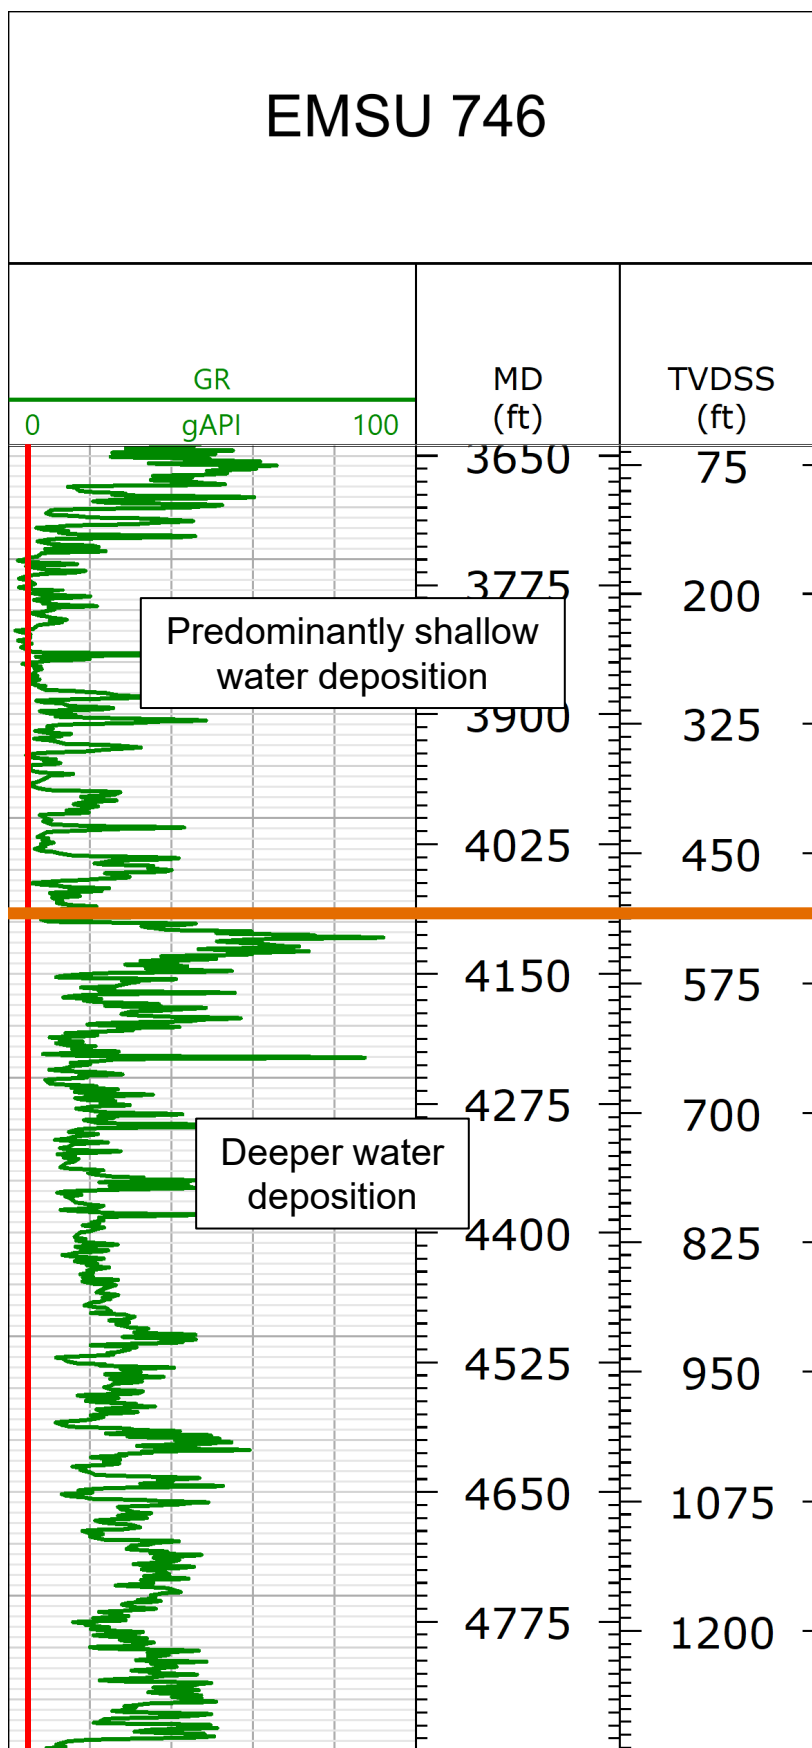 EMSU 746
GR
0 gAPI 100
MD
(ft)
TVDSS
(ft)
3650 75
3775 200
Predominantly shallow
water deposition
3900 325
4025 450
4150 575
4275 700
Deeper water
deposition
4400 825
4525 950
4650 1075
4775 1200